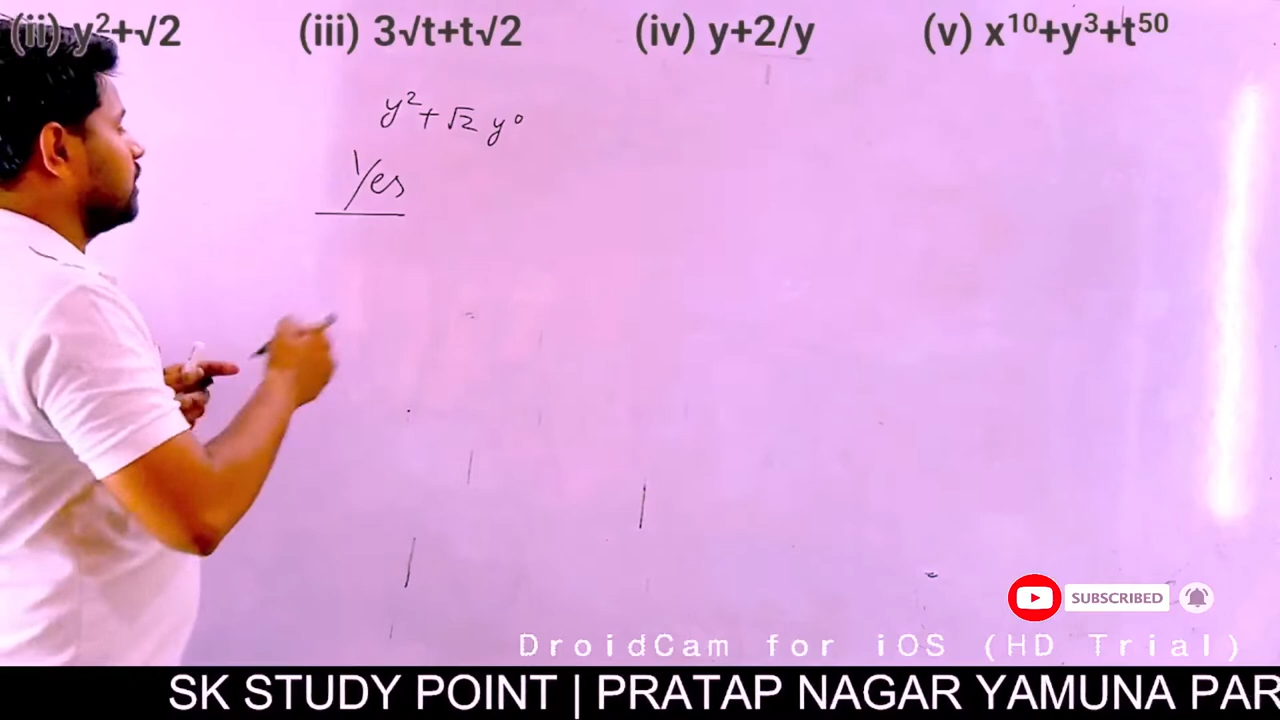 (ii) y²+√2 (iii) 3√t+t√2 (iv) y+2/y (v) x¹⁰+y³+t⁵⁰
y² + √2 y⁰
Yes
SUBSCRIBED
DroidCam for iOS (HD Trial)
SK STUDY POINT | PRATAP NAGAR YAMUNA PAR